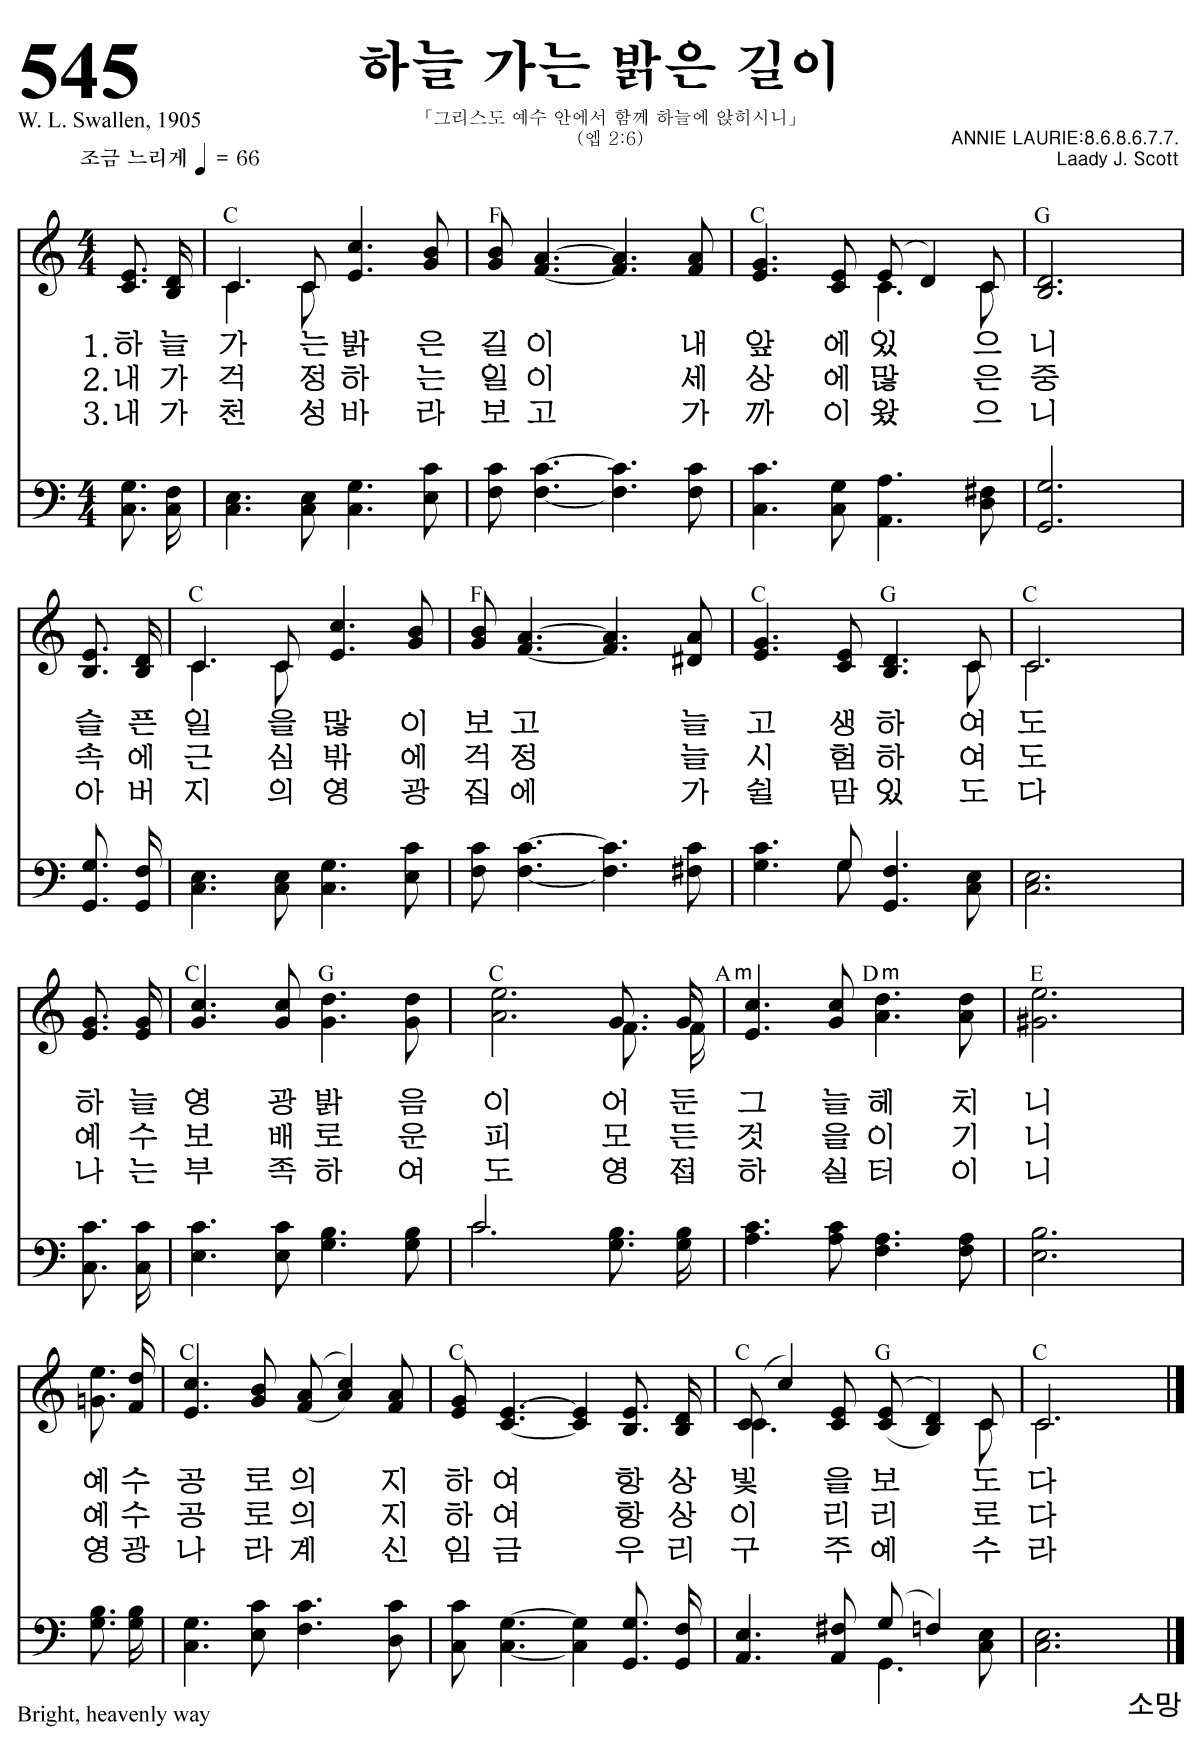 545
하늘 가는 밝은 길이
W. L. Swallen, 1905
「그리스도 예수 안에서 함께 하늘에 앉히시니」
(엡 2:6)
ANNIE LAURIE:8.6.8.6.7.7.
Laady J. Scott
조금 느리게 ♩ = 66
C F C G
4 4
1.하 늘 가 는 밝 은 길 이 내 앞 에 있 으 니
2.내 가 걱 정 하 는 일 이 세 상 에 많 은 중
3.내 가 천 성 바 라 보 고 가 까 이 왔 으 니
4 4
C F C G C
슬 픈 일 을 많 이 보 고 늘 고 생 하 여 도
속 에 근 심 밖 에 걱 정 늘 시 험 하 여 도
아 버 지 의 영 광 집 에 가 쉴 맘 있 도 다
C G C Am Dm E
하 늘 영 광 밝 음 이 어 둔 그 늘 헤 치 니
예 수 보 배 로 운 피 모 든 것 을 이 기 니
나 는 부 족 하 여 도 영 접 하 실 터 이 니
C C C G C
예 수 공 로 의 지 하 여 항 상 빛 을 보 도 다
예 수 공 로 의 지 하 여 항 상 이 리 리 로 다
영 광 나 라 계 신 임 금 우 리 구 주 예 수 라
Bright, heavenly way
소망